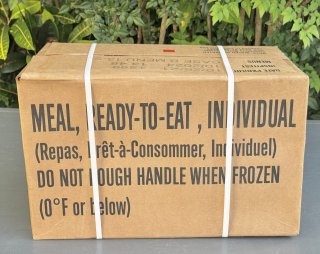 MEAL, READY-TO-EAT , INDIVIDUAL
(Repas, Prêt-à-Consommer, Individuel)
DO NOT ROUGH HANDLE WHEN FROZEN
(0°F or below)